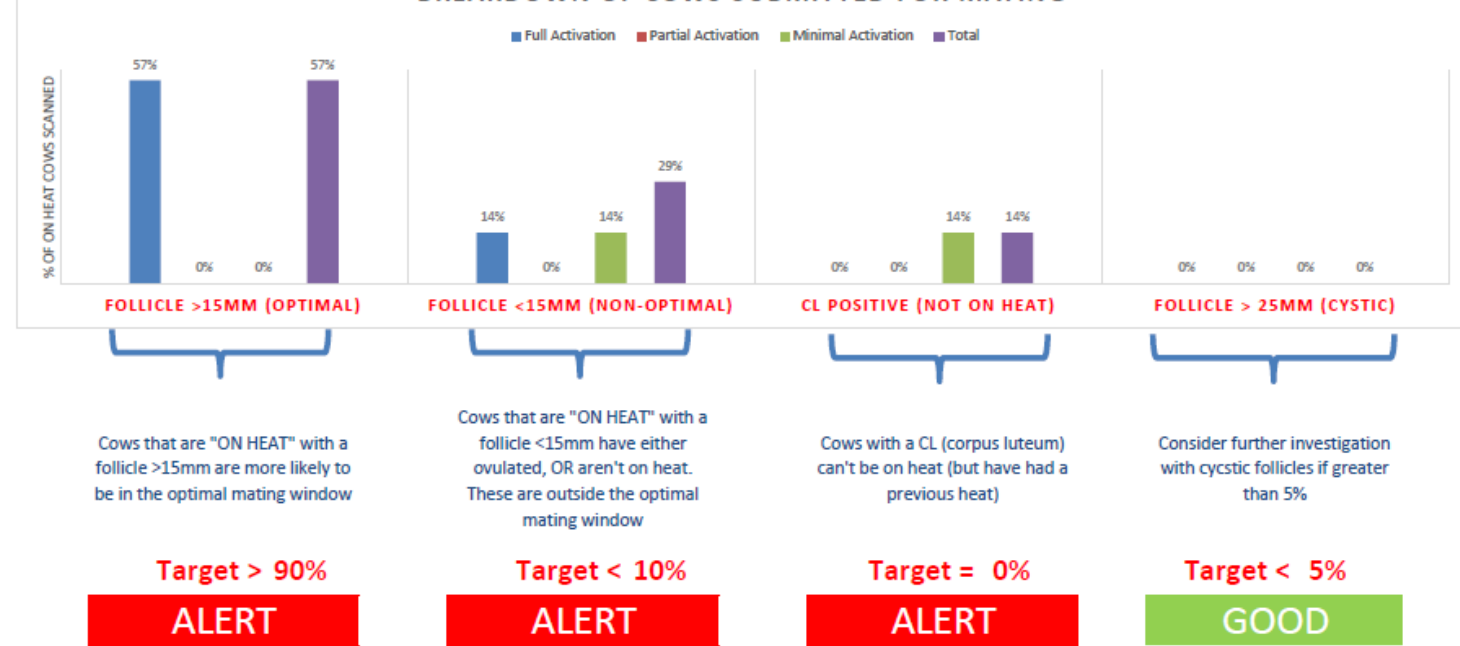 Full Activation Partial Activation Minimal Activation Total
% OF ON HEAT COWS SCANNED
57% 0% 0% 57%
14% 0% 14% 29%
0% 0% 14% 14%
0% 0% 0% 0%
FOLLICLE >15MM (OPTIMAL)
FOLLICLE <15MM (NON-OPTIMAL)
CL POSITIVE (NOT ON HEAT)
FOLLICLE > 25MM (CYSTIC)
Cows that are "ON HEAT" with a
follicle >15mm are more likely to
be in the optimal mating window
Cows that are "ON HEAT" with a
follicle <15mm have either
ovulated, OR aren't on heat.
These are outside the optimal
mating window
Cows with a CL (corpus luteum)
can't be on heat (but have had a
previous heat)
Consider further investigation
with cycstic follicles if greater
than 5%
Target > 90%
Target < 10%
Target = 0%
Target < 5%
ALERT
ALERT
ALERT
GOOD